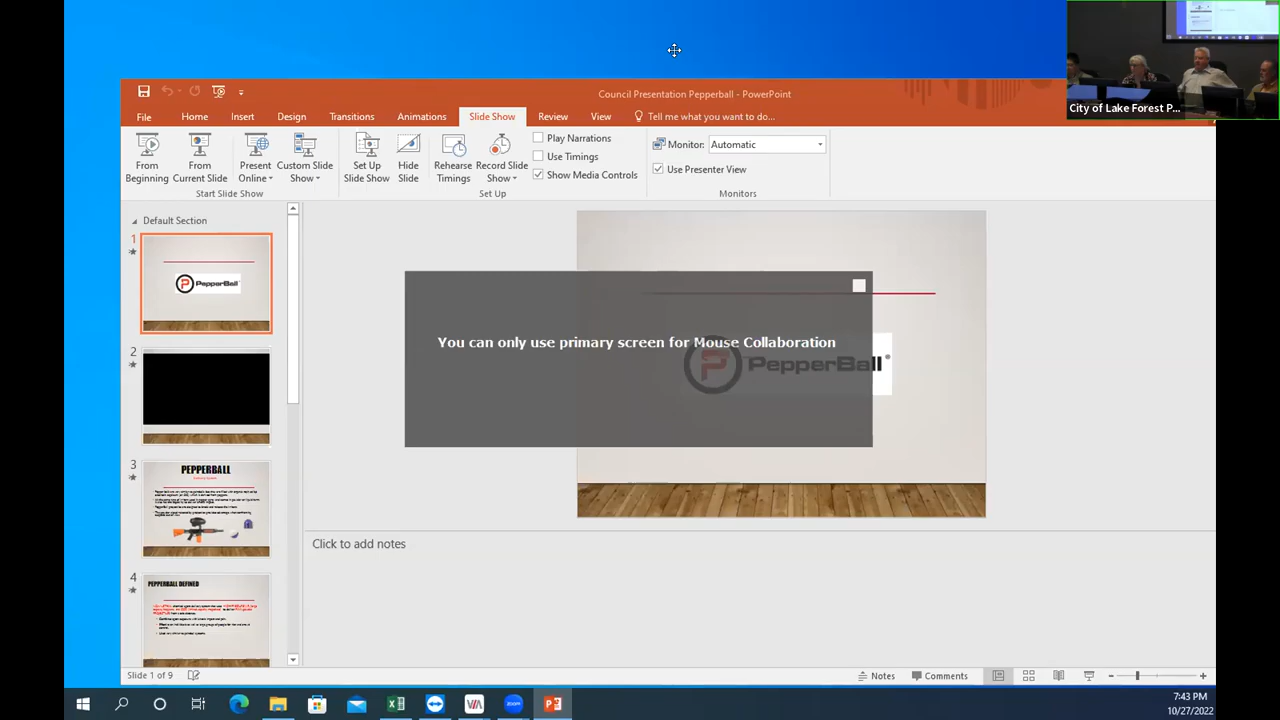 Council Presentation Pepperball - PowerPoint
City of Lake Forest P...
File Home Insert Design Transitions Animations Slide Show Review View Tell me what you want to do...
From Beginning
From Current Slide
Present Online
Custom Slide Show
Start Slide Show
Set Up Slide Show
Hide Slide
Rehearse Timings
Record Slide Show
Play Narrations
Use Timings
Show Media Controls
Set Up
Monitor: Automatic
Use Presenter View
Monitors
Default Section
1
PepperBall
2
3
PEPPERBALL
4
PEPPERBALL DEFINED
You can only use primary screen for Mouse Collaboration
PepperBall
Click to add notes
Slide 1 of 9
Notes Comments
7:43 PM
10/27/2022